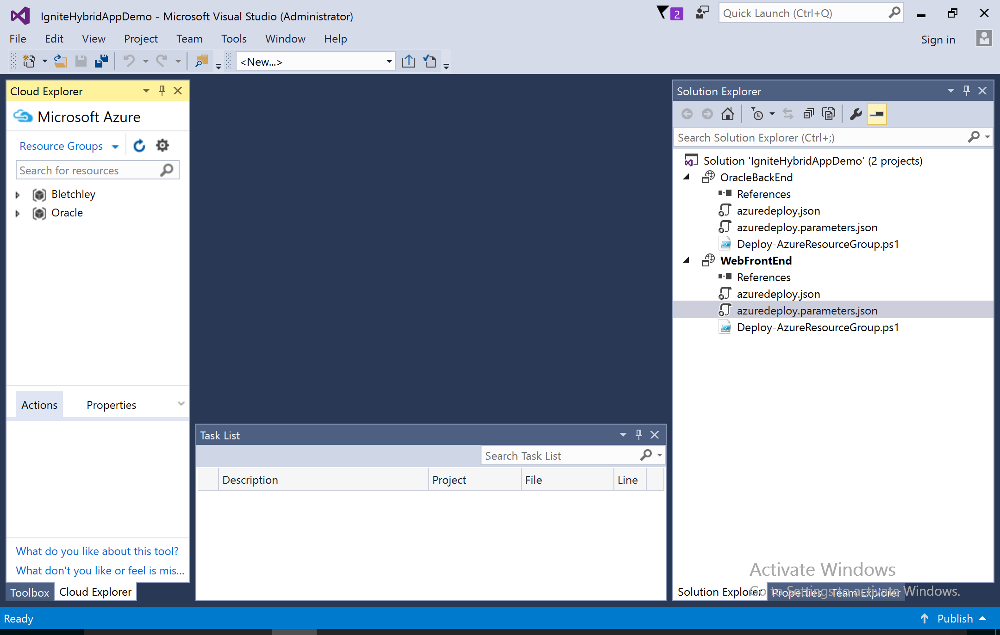 IgniteHybridAppDemo - Microsoft Visual Studio (Administrator)
2
Quick Launch (Ctrl+Q)
File Edit View Project Team Tools Window Help
Sign in
<New...>
Cloud Explorer
Microsoft Azure
Resource Groups
Search for resources
Bletchley
Oracle
Actions Properties
What do you like about this tool?
What don't you like or feel is mis...
Toolbox Cloud Explorer
Task List
Search Task List
Description Project File Line
Solution Explorer
Search Solution Explorer (Ctrl+;)
Solution 'IgniteHybridAppDemo' (2 projects)
OracleBackEnd
References
azuredeploy.json
azuredeploy.parameters.json
Deploy-AzureResourceGroup.ps1
WebFrontEnd
References
azuredeploy.json
azuredeploy.parameters.json
Deploy-AzureResourceGroup.ps1
Activate Windows
Go to Settings to activate Windows.
Solution Explorer Properties Team Explorer
Ready
Publish